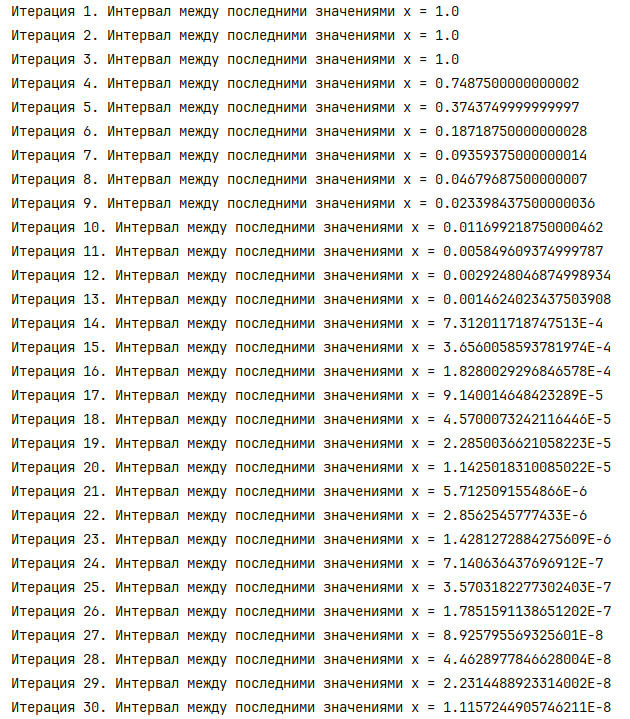 Итерация 1. Интервал между последними значениями x = 1.0
Итерация 2. Интервал между последними значениями x = 1.0
Итерация 3. Интервал между последними значениями x = 1.0
Итерация 4. Интервал между последними значениями x = 0.7487500000000002
Итерация 5. Интервал между последними значениями x = 0.3743749999999997
Итерация 6. Интервал между последними значениями x = 0.18718750000000028
Итерация 7. Интервал между последними значениями x = 0.09359375000000014
Итерация 8. Интервал между последними значениями x = 0.04679687500000007
Итерация 9. Интервал между последними значениями x = 0.023398437500000036
Итерация 10. Интервал между последними значениями x = 0.011699218750000462
Итерация 11. Интервал между последними значениями x = 0.005849609374999787
Итерация 12. Интервал между последними значениями x = 0.0029248046874998934
Итерация 13. Интервал между последними значениями x = 0.0014624023437503908
Итерация 14. Интервал между последними значениями x = 7.312011718747513E-4
Итерация 15. Интервал между последними значениями x = 3.6560058593781974E-4
Итерация 16. Интервал между последними значениями x = 1.8280029296846578E-4
Итерация 17. Интервал между последними значениями x = 9.140014648423289E-5
Итерация 18. Интервал между последними значениями x = 4.5700073242116446E-5
Итерация 19. Интервал между последними значениями x = 2.2850036621058223E-5
Итерация 20. Интервал между последними значениями x = 1.1425018310085022E-5
Итерация 21. Интервал между последними значениями x = 5.7125091554866E-6
Итерация 22. Интервал между последними значениями x = 2.8562545777433E-6
Итерация 23. Интервал между последними значениями x = 1.4281272884275609E-6
Итерация 24. Интервал между последними значениями x = 7.140636437696912E-7
Итерация 25. Интервал между последними значениями x = 3.5703182277302403E-7
Итерация 26. Интервал между последними значениями x = 1.7851591138651202E-7
Итерация 27. Интервал между последними значениями x = 8.925795569325601E-8
Итерация 28. Интервал между последними значениями x = 4.4628977846628004E-8
Итерация 29. Интервал между последними значениями x = 2.2314488923314002E-8
Итерация 30. Интервал между последними значениями x = 1.1157244905746211E-8